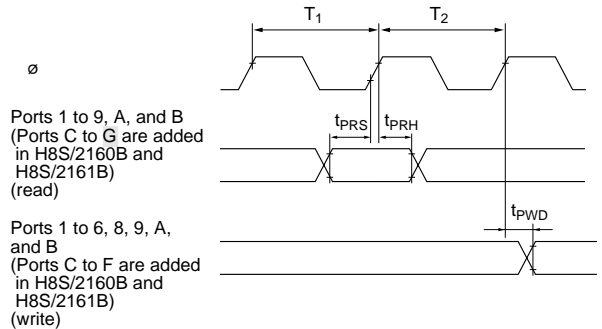 T1 T2
ø
Ports 1 to 9, A, and B
(Ports C to G are added
in H8S/2160B and
H8S/2161B)
(read)
tPRS tPRH
Ports 1 to 6, 8, 9, A,
and B
(Ports C to F are added
in H8S/2160B and
H8S/2161B)
(write)
tPWD